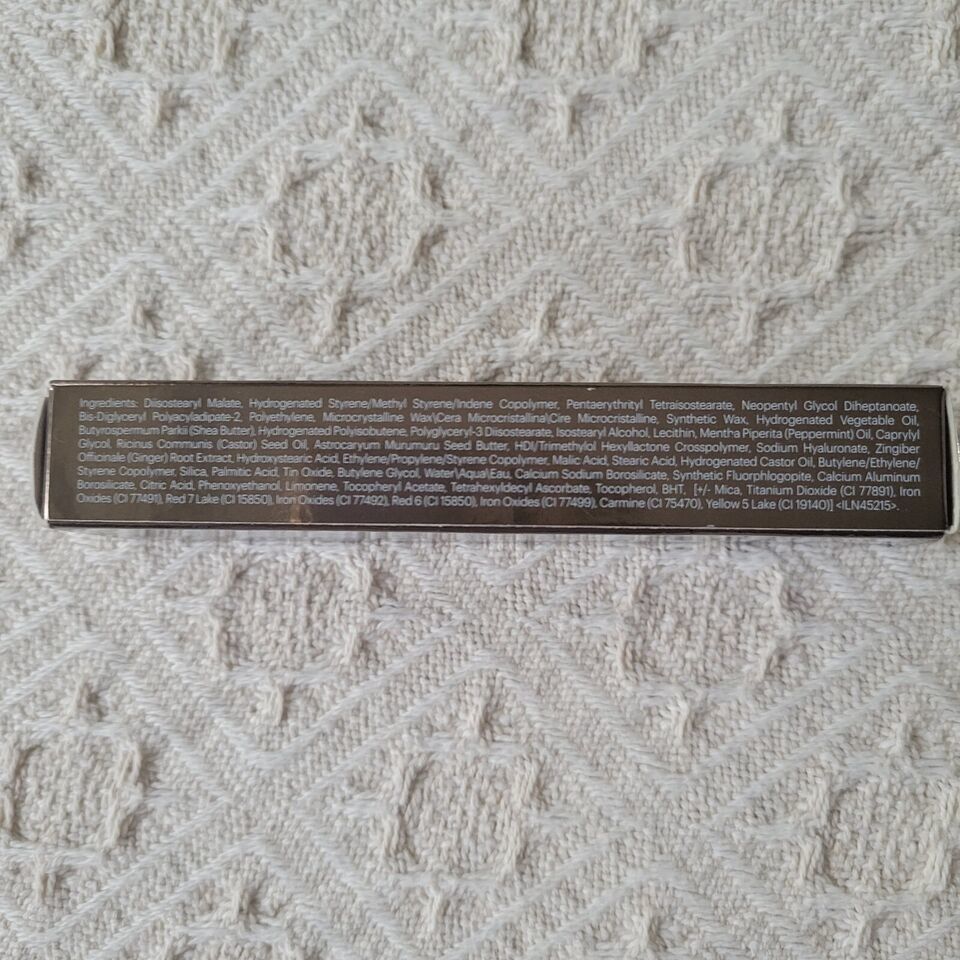 Ingredients: Diisostearyl Malate, Hydrogenated Styrene/Methyl Styrene/Indene Copolymer, Pentaerythrityl Tetraisostearate, Neopentyl Glycol Diheptanoate,
Bis-Diglyceryl Polyacyladipate-2, Polyethylene, Microcrystalline Wax\Cera Microcristallina\Cire Microcristalline, Synthetic Wax, Hydrogenated Vegetable Oil,
Butyrospermum Parkii (Shea Butter), Hydrogenated Polyisobutene, Polyglyceryl-3 Diisostearate, Isostearyl Alcohol, Lecithin, Mentha Piperita (Peppermint) Oil, Caprylyl
Glycol, Ricinus Communis (Castor) Seed Oil, Astrocaryum Murumuru Seed Butter, HDI/Trimethylol Hexyllactone Crosspolymer, Sodium Hyaluronate, Zingiber
Officinale (Ginger) Root Extract, Hydroxystearic Acid, Ethylene/Propylene/Styrene Copolymer, Malic Acid, Stearic Acid, Hydrogenated Castor Oil, Butylene/Ethylene/
Styrene Copolymer, Silica, Palmitic Acid, Tin Oxide, Butylene Glycol, Water\Aqua\Eau, Calcium Sodium Borosilicate, Synthetic Fluorphlogopite, Calcium Aluminum
Borosilicate, Citric Acid, Phenoxyethanol, Limonene, Tocopheryl Acetate, Tetrahexyldecyl Ascorbate, Tocopherol, BHT, [+/- Mica, Titanium Dioxide (CI 77891), Iron
Oxides (CI 77491), Red 7 Lake (CI 15850), Iron Oxides (CI 77492), Red 6 (CI 15850), Iron Oxides (CI 77499), Carmine (CI 75470), Yellow 5 Lake (CI 19140)] <ILN45215>.